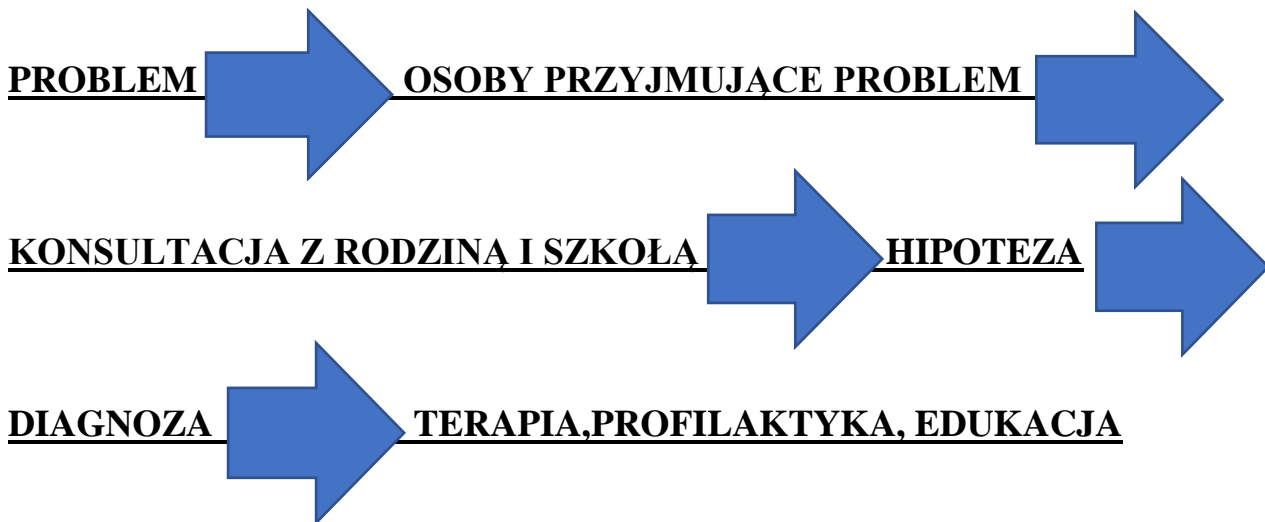 PROBLEM OSOBY PRZYJMUJĄCE PROBLEM
KONSULTACJA Z RODZINĄ I SZKOŁĄ HIPOTEZA
DIAGNOZA TERAPIA,PROFILAKTYKA, EDUKACJA